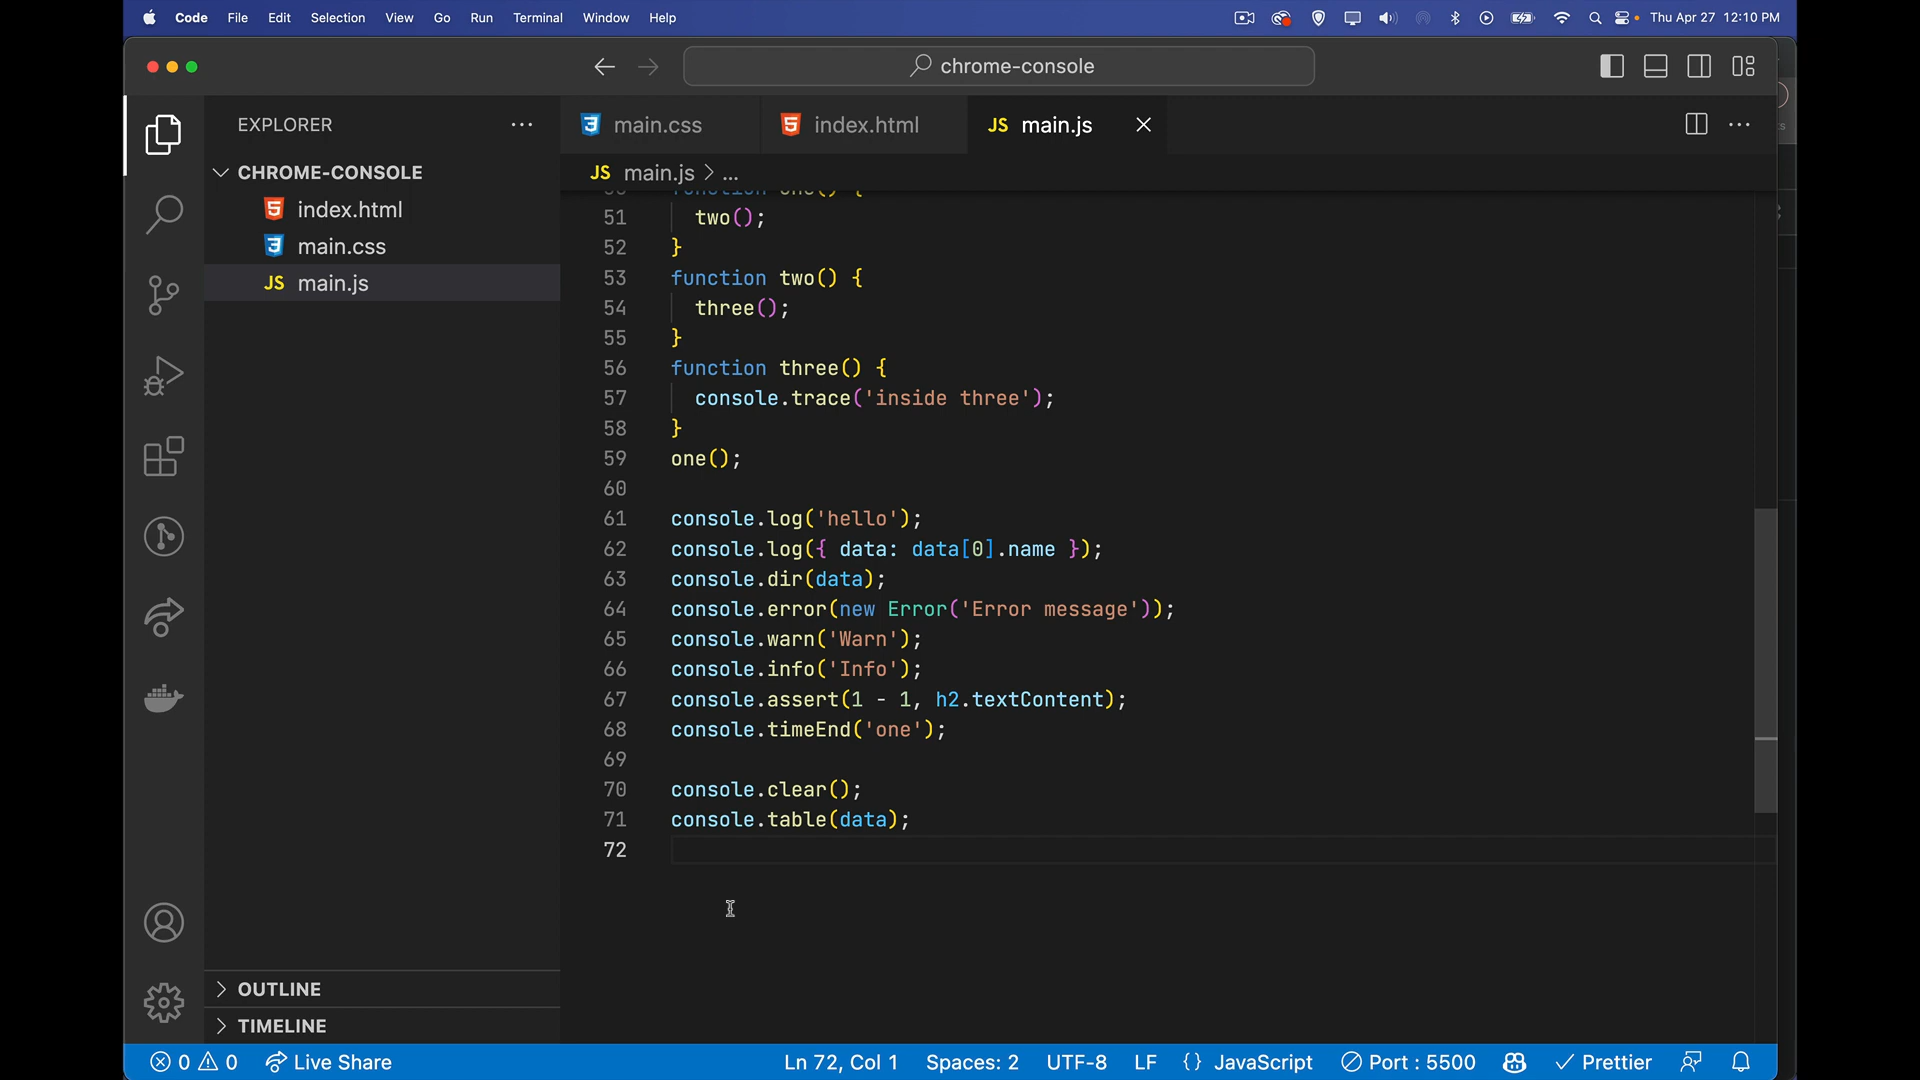 Code File Edit Selection View Go Run Terminal Window Help Thu Apr 27 12:10 PM
chrome-console
EXPLORER
main.css index.html JS main.js
CHROME-CONSOLE
JS main.js > ...
index.html
main.css
JS main.js
51 two();
52 }
53 function two() {
54 three();
55 }
56 function three() {
57 console.trace('inside three');
58 }
59 one();
60
61 console.log('hello');
62 console.log({ data: data[0].name });
63 console.dir(data);
64 console.error(new Error('Error message'));
65 console.warn('Warn');
66 console.info('Info');
67 console.assert(1 - 1, h2.textContent);
68 console.timeEnd('one');
69
70 console.clear();
71 console.table(data);
72
OUTLINE
TIMELINE
0 0 Live Share Ln 72, Col 1 Spaces: 2 UTF-8 LF {} JavaScript Port : 5500 Prettier